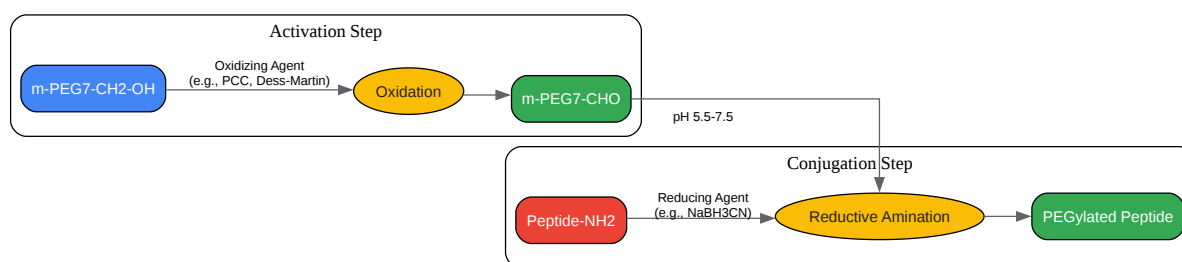 Activation Step
m-PEG7-CH2-OH
Oxidizing Agent
(e.g., PCC, Dess-Martin)
Oxidation
m-PEG7-CHO
pH 5.5-7.5
Conjugation Step
Peptide-NH2
Reducing Agent
(e.g., NaBH3CN)
Reductive Amination
PEGylated Peptide